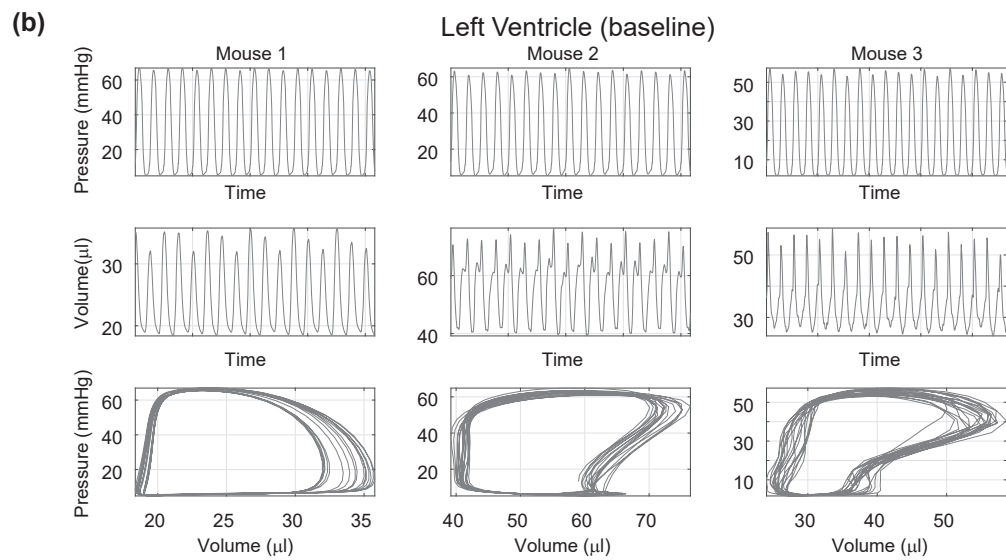 (b)
Left Ventricle (baseline)
Mouse 1 Mouse 2 Mouse 3
Pressure (mmHg)
60
40
20
60
40
20
50
30
10
Time Time Time
Volume(μl)
30
20
60
40
50
30
Time Time Time
Pressure (mmHg)
60
40
20
60
40
20
50
30
10
20 25 30 35
40 50 60 70
30 40 50
Volume (μl) Volume (μl) Volume (μl)